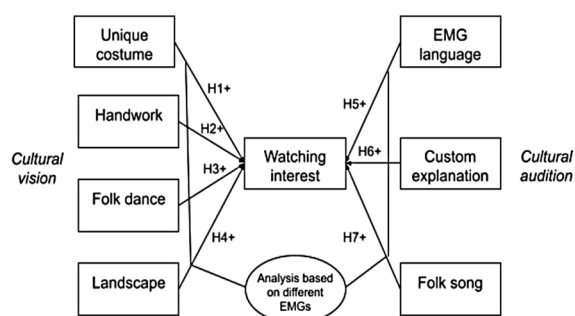 Unique
costume
EMG
language
H1+
H5+
Handwork
H2+
Cultural
vision
Watching
interest
H6+
Custom
explanation
Cultural
audition
H3+
Folk dance
H4+
H7+
Landscape
Analysis based
on different
EMGs
Folk song